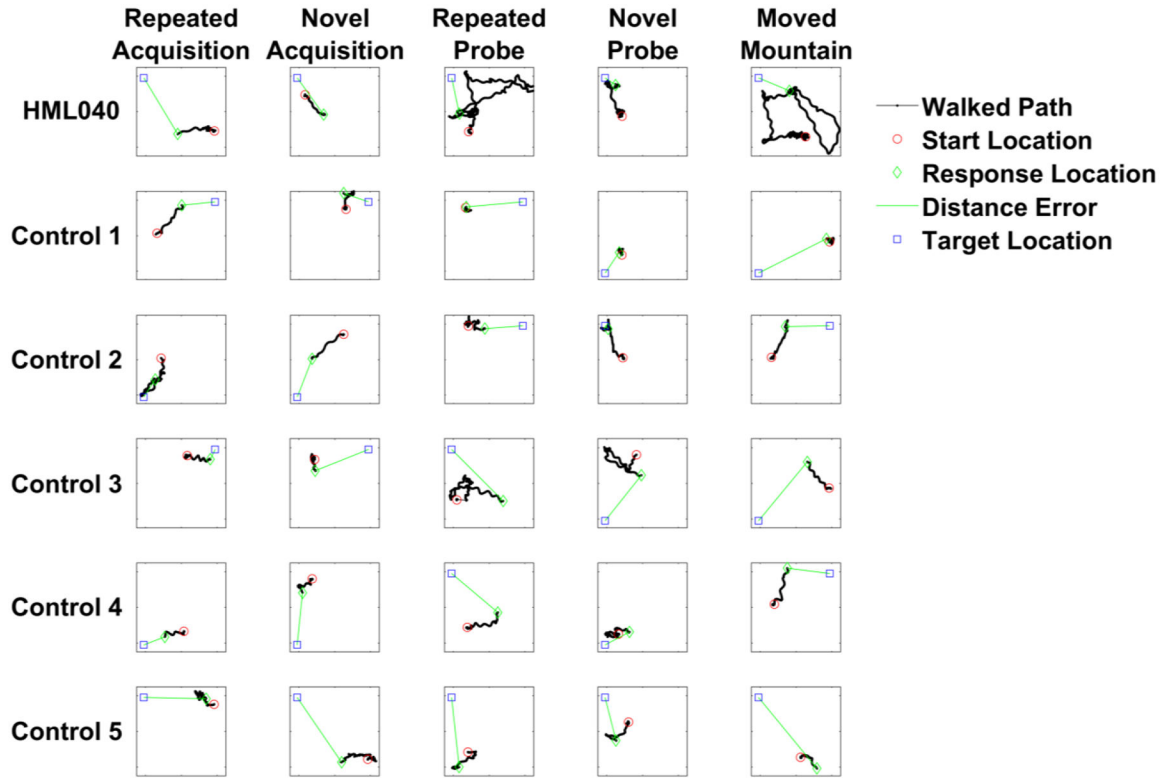 Repeated Acquisition
Novel Acquisition
Repeated Probe
Novel Probe
Moved Mountain
HML040
Walked Path
Start Location
Response Location
Distance Error
Target Location
Control 1
Control 2
Control 3
Control 4
Control 5